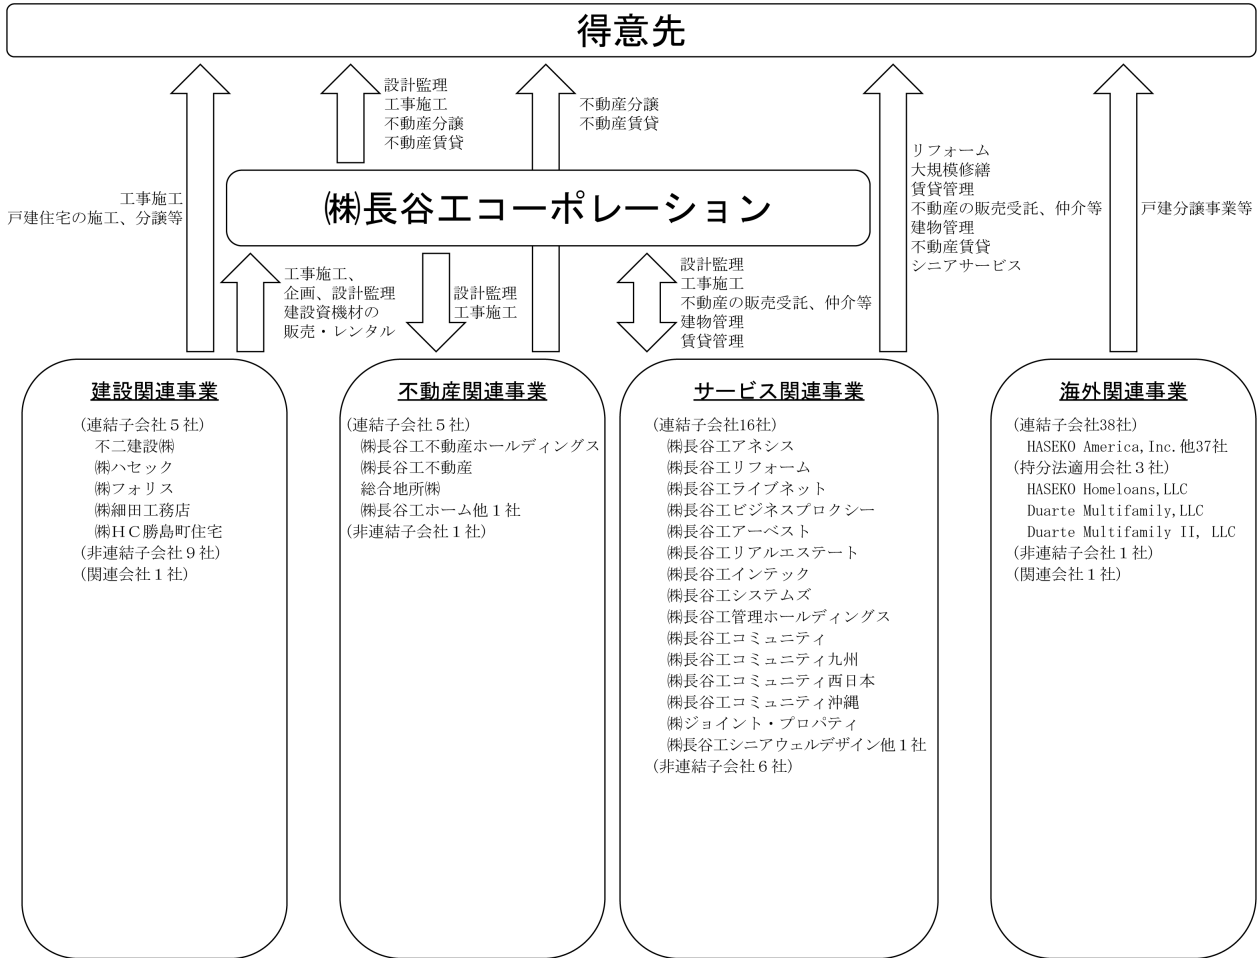 得意先
設計監理
工事施工
不動産分譲
不動産賃貸
不動産分譲
不動産賃貸
工事施工
戸建住宅の施工、分譲等
リフォーム
大規模修繕
賃貸管理
不動産の販売受託、仲介等
建物管理
不動産賃貸
シニアサービス
戸建分譲事業等
㈱長谷工コーポレーション
工事施工、
企画、設計監理
建設資機材の
販売・レンタル
設計監理
工事施工
設計監理
工事施工
不動産の販売受託、仲介等
建物管理
賃貸管理
建設関連事業
(連結子会社５社)
不二建設㈱
㈱ハセック
㈱フォリス
㈱細田工務店
㈱ＨＣ勝島町住宅
(非連結子会社９社)
(関連会社１社)
不動産関連事業
(連結子会社５社)
㈱長谷工不動産ホールディングス
㈱長谷工不動産
総合地所㈱
㈱長谷工ホーム他１社
(非連結子会社１社)
サービス関連事業
(連結子会社16社)
㈱長谷工アネシス
㈱長谷工リフォーム
㈱長谷工ライブネット
㈱長谷工ビジネスプロクシー
㈱長谷工アーベスト
㈱長谷工リアルエステート
㈱長谷工インテック
㈱長谷工システムズ
㈱長谷工管理ホールディングス
㈱長谷工コミュニティ
㈱長谷工コミュニティ九州
㈱長谷工コミュニティ西日本
㈱長谷工コミュニティ沖縄
㈱ジョイント・プロパティ
㈱長谷工シニアウェルデザイン他１社
(非連結子会社６社)
海外関連事業
(連結子会社38社)
HASEKO America,Inc.他37社
(持分法適用会社３社)
HASEKO Homeloans,LLC
Duarte Multifamily,LLC
Duarte Multifamily II, LLC
(非連結子会社１社)
(関連会社１社)